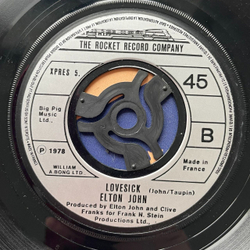 THE ROCKET RECORD COMPANY
XPRES 5.
45
Big Pig
Music
Ltd.
B
℗ 1978
WILLIAM
A BONG LTD.
Made in
France
LOVESICK
(John/Taupin)
ELTON JOHN
Produced by Elton John and Clive
Franks for Frank N. Stein
Productions Ltd.